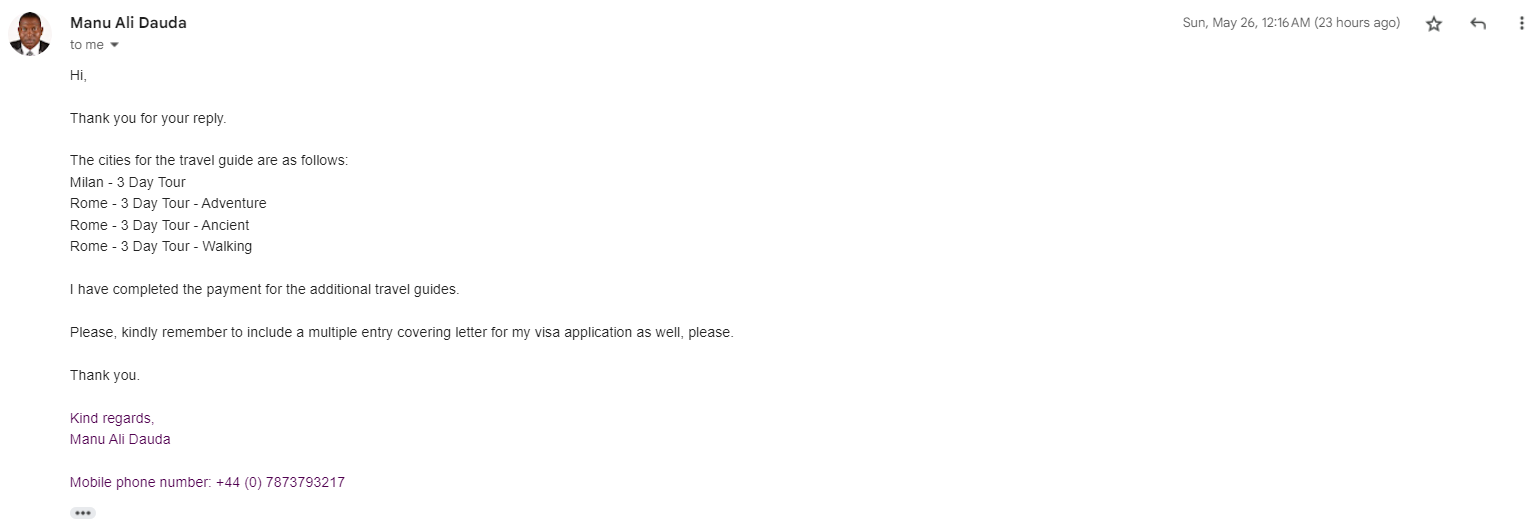 Manu Ali Dauda
Sun, May 26, 12:16 AM (23 hours ago)
to me
Hi,
Thank you for your reply.
The cities for the travel guide are as follows:
Milan - 3 Day Tour
Rome - 3 Day Tour - Adventure
Rome - 3 Day Tour - Ancient
Rome - 3 Day Tour - Walking
I have completed the payment for the additional travel guides.
Please, kindly remember to include a multiple entry covering letter for my visa application as well, please.
Thank you.
Kind regards,
Manu Ali Dauda
Mobile phone number: +44 (0) 7873793217